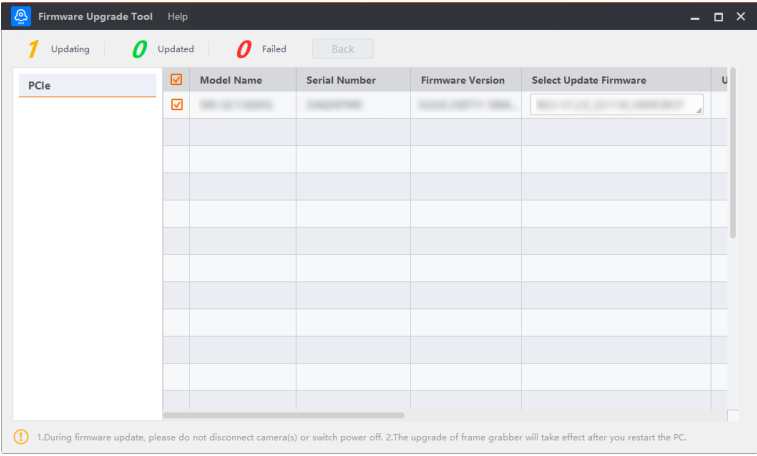 Firmware Upgrade Tool Help
1 Updating 0 Updated 0 Failed Back
PCIe
Model Name Serial Number Firmware Version Select Update Firmware U
1.During firmware update, please do not disconnect camera(s) or switch power off. 2.The upgrade of frame grabber will take effect after you restart the PC.